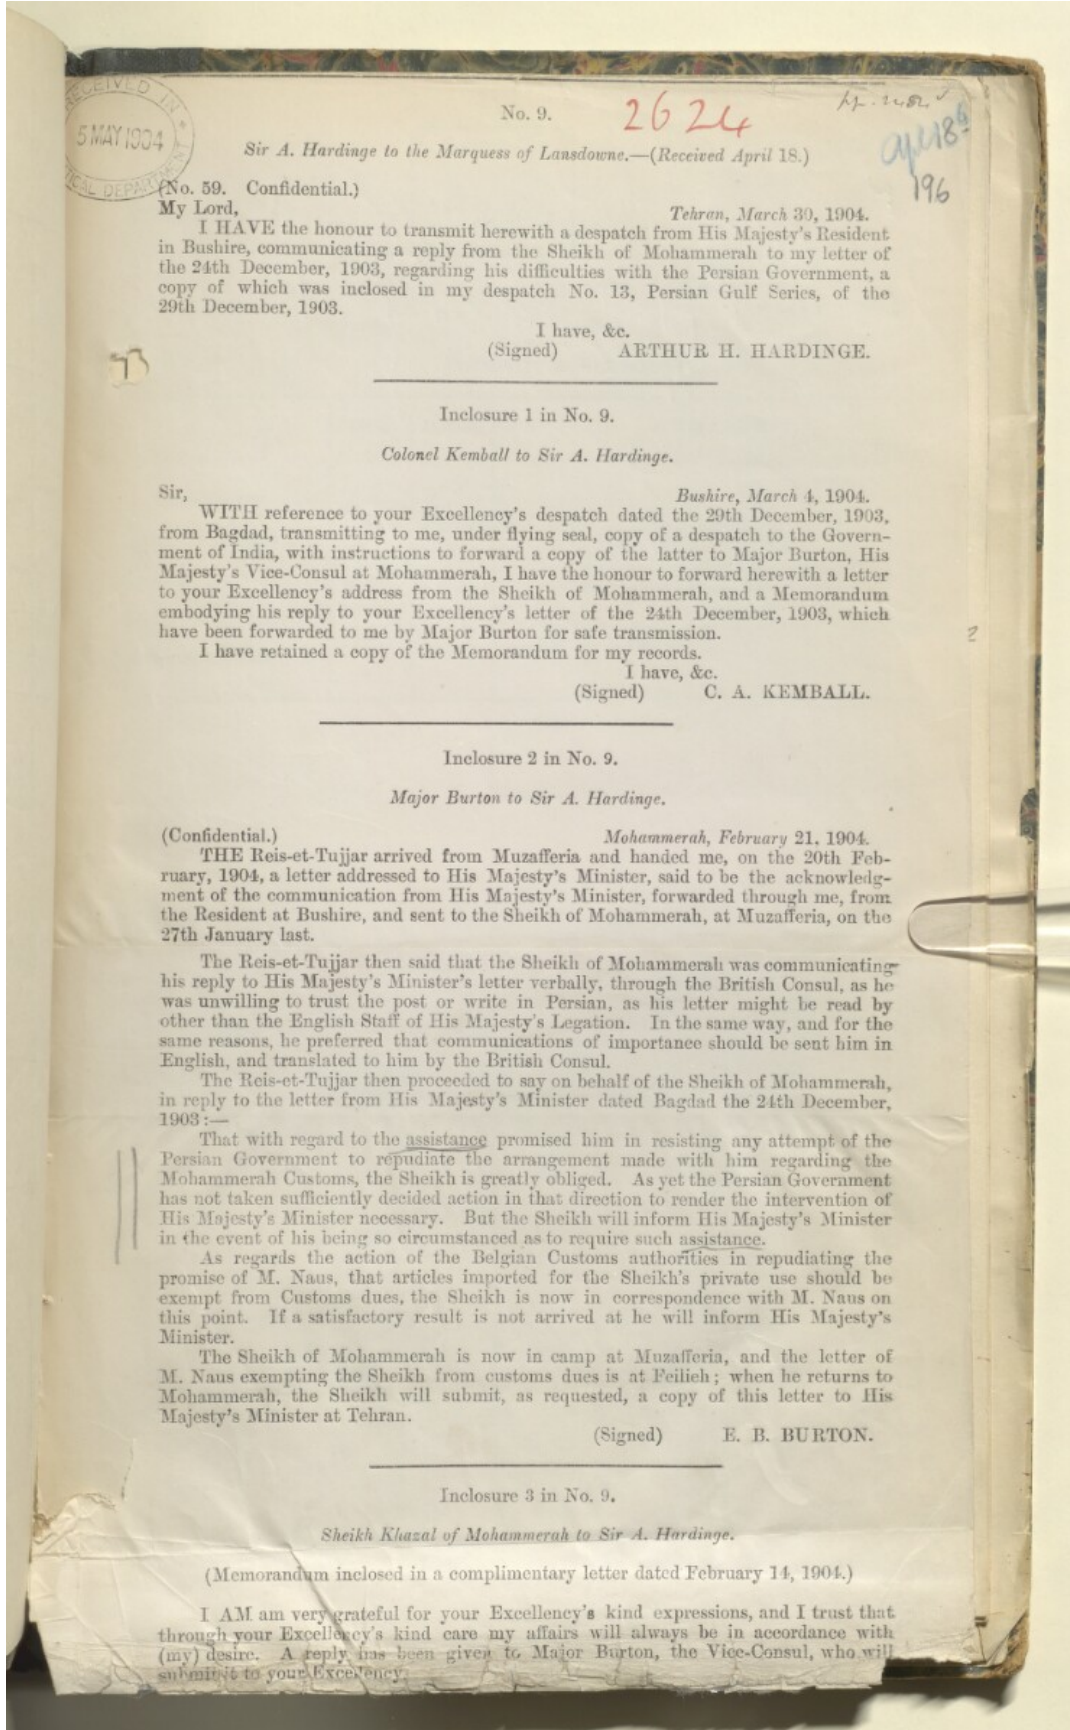 RECEIVED IN
5 MAY 1904
DEPARTMENT
No. 9.
2624
196
Sir A. Hardinge to the Marquess of Lansdowne.—(Received April 18.)
(No. 59. Confidential.)
My Lord, Tehran, March 30, 1904.
I HAVE the honour to transmit herewith a despatch from His Majesty's Resident
in Bushire, communicating a reply from the Sheikh of Mohammerah to my letter of
the 24th December, 1903, regarding his difficulties with the Persian Government, a
copy of which was inclosed in my despatch No. 13, Persian Gulf Series, of the
29th December, 1903.
I have, &c.
(Signed) ARTHUR H. HARDINGE.
Inclosure 1 in No. 9.
Colonel Kemball to Sir A. Hardinge.
Sir, Bushire, March 4, 1904.
WITH reference to your Excellency's despatch dated the 29th December, 1903,
from Bagdad, transmitting to me, under flying seal, copy of a despatch to the Govern-
ment of India, with instructions to forward a copy of the latter to Major Burton, His
Majesty's Vice-Consul at Mohammerah, I have the honour to forward herewith a letter
to your Excellency's address from the Sheikh of Mohammerah, and a Memorandum
embodying his reply to your Excellency's letter of the 24th December, 1903, which
have been forwarded to me by Major Burton for safe transmission.
I have retained a copy of the Memorandum for my records.
I have, &c.
(Signed) C. A. KEMBALL.
Inclosure 2 in No. 9.
Major Burton to Sir A. Hardinge.
(Confidential.) Mohammerah, February 21, 1904.
THE Reis-et-Tujjar arrived from Muzafferia and handed me, on the 20th Feb-
ruary, 1904, a letter addressed to His Majesty's Minister, said to be the acknowledg-
ment of the communication from His Majesty's Minister, forwarded through me, from
the Resident at Bushire, and sent to the Sheikh of Mohammerah, at Muzafferia, on the
27th January last.
The Reis-et-Tujjar then said that the Sheikh of Mohammerah was communicating
his reply to His Majesty's Minister's letter verbally, through the British Consul, as he
was unwilling to trust the post or write in Persian, as his letter might be read by
other than the English Staff of His Majesty's Legation. In the same way, and for the
same reasons, he preferred that communications of importance should be sent him in
English, and translated to him by the British Consul.
The Reis-et-Tujjar then proceeded to say on behalf of the Sheikh of Mohammerah,
in reply to the letter from His Majesty's Minister dated Bagdad the 24th December,
1903:—
That with regard to the assistance promised him in resisting any attempt of the
Persian Government to repudiate the arrangement made with him regarding the
Mohammerah Customs, the Sheikh is greatly obliged. As yet the Persian Government
has not taken sufficiently decided action in that direction to render the intervention of
His Majesty's Minister necessary. But the Sheikh will inform His Majesty's Minister
in the event of his being so circumstanced as to require such assistance.
As regards the action of the Belgian Customs authorities in repudiating the
promise of M. Naus, that articles imported for the Sheikh's private use should be
exempt from Customs dues, the Sheikh is now in correspondence with M. Naus on
this point. If a satisfactory result is not arrived at he will inform His Majesty's
Minister.
The Sheikh of Mohammerah is now in camp at Muzafferia, and the letter of
M. Naus exempting the Sheikh from customs dues is at Feilieh; when he returns to
Mohammerah, the Sheikh will submit, as requested, a copy of this letter to His
Majesty's Minister at Tehran.
(Signed) E. B. BURTON.
Inclosure 3 in No. 9.
Sheikh Khazal of Mohammerah to Sir A. Hardinge.
(Memorandum inclosed in a complimentary letter dated February 14, 1904.)
I AM am very grateful for your Excellency's kind expressions, and I trust that
through your Excellency's kind care my affairs will always be in accordance with
(my) desire. A reply has been given to Major Burton, the Vice-Consul, who will
submit it to your Excellency.